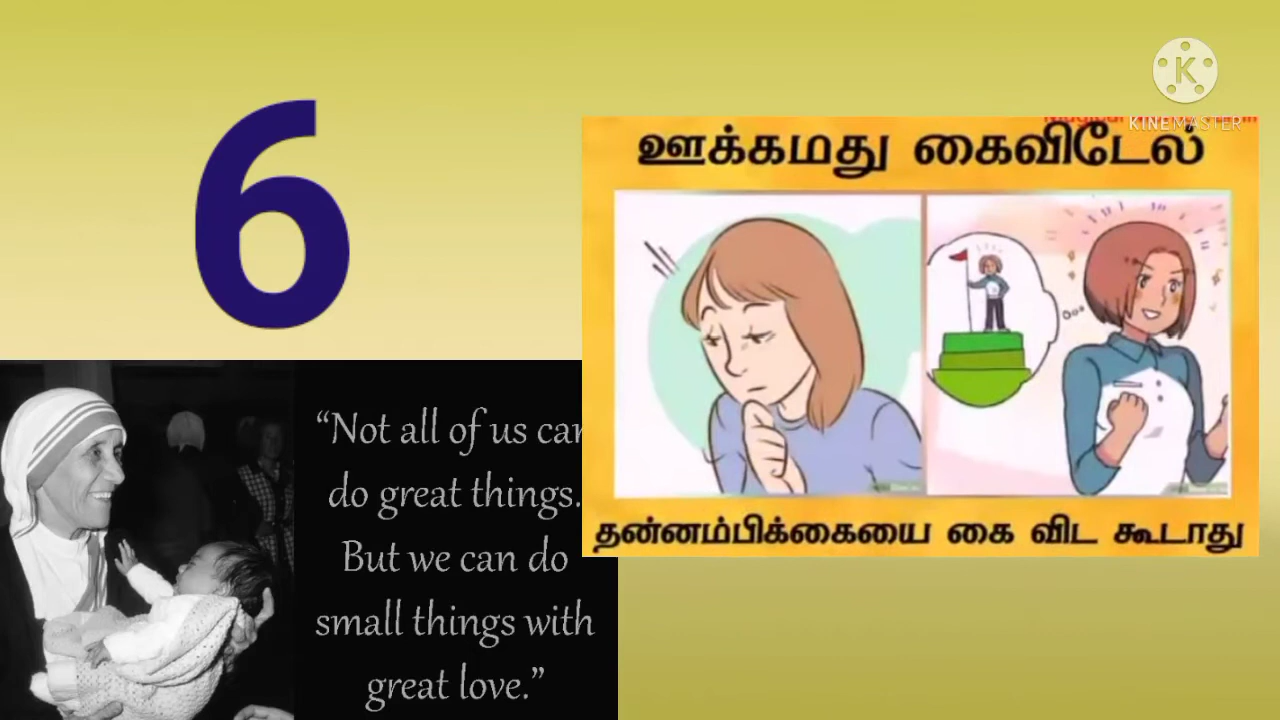 6
KINEMASTER
ஊக்கமது கைவிடேல்
தன்னம்பிக்கையை கை விட கூடாது
“Not all of us can
do great things.
But we can do
small things with
great love.”